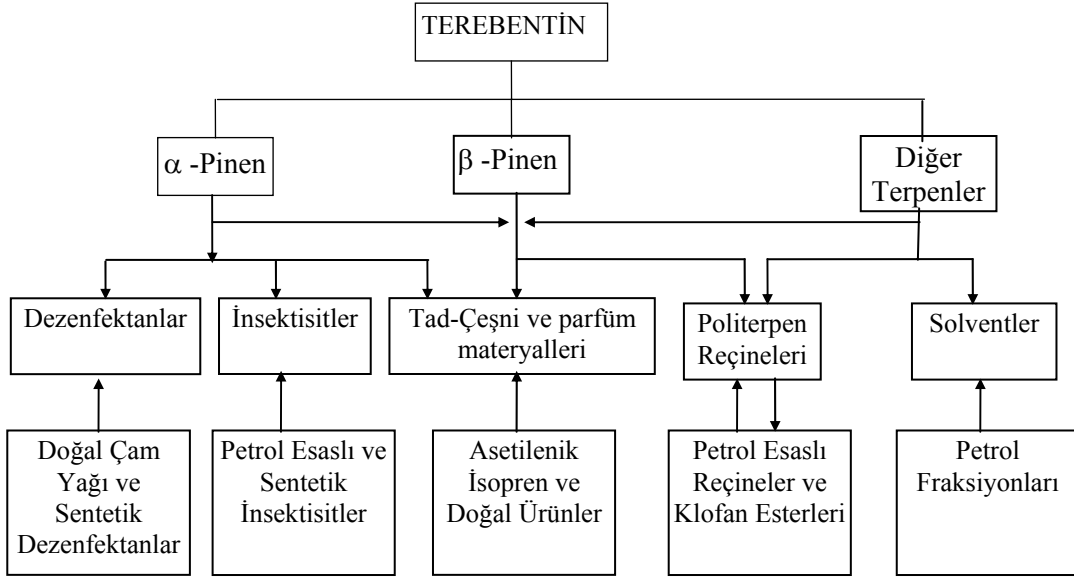 TEREBENTİN
α -Pinen
β -Pinen
Diğer
Terpenler
Dezenfektanlar
İnsektisitler
Tad-Çeşni ve parfüm
materyalleri
Politerpen
Reçineleri
Solventler
Doğal Çam
Yağı ve
Sentetik
Dezenfektanlar
Petrol Esaslı ve
Sentetik
İnsektisitler
Asetilenik
İsopren ve
Doğal Ürünler
Petrol Esaslı
Reçineler ve
Klofan Esterleri
Petrol
Fraksiyonları